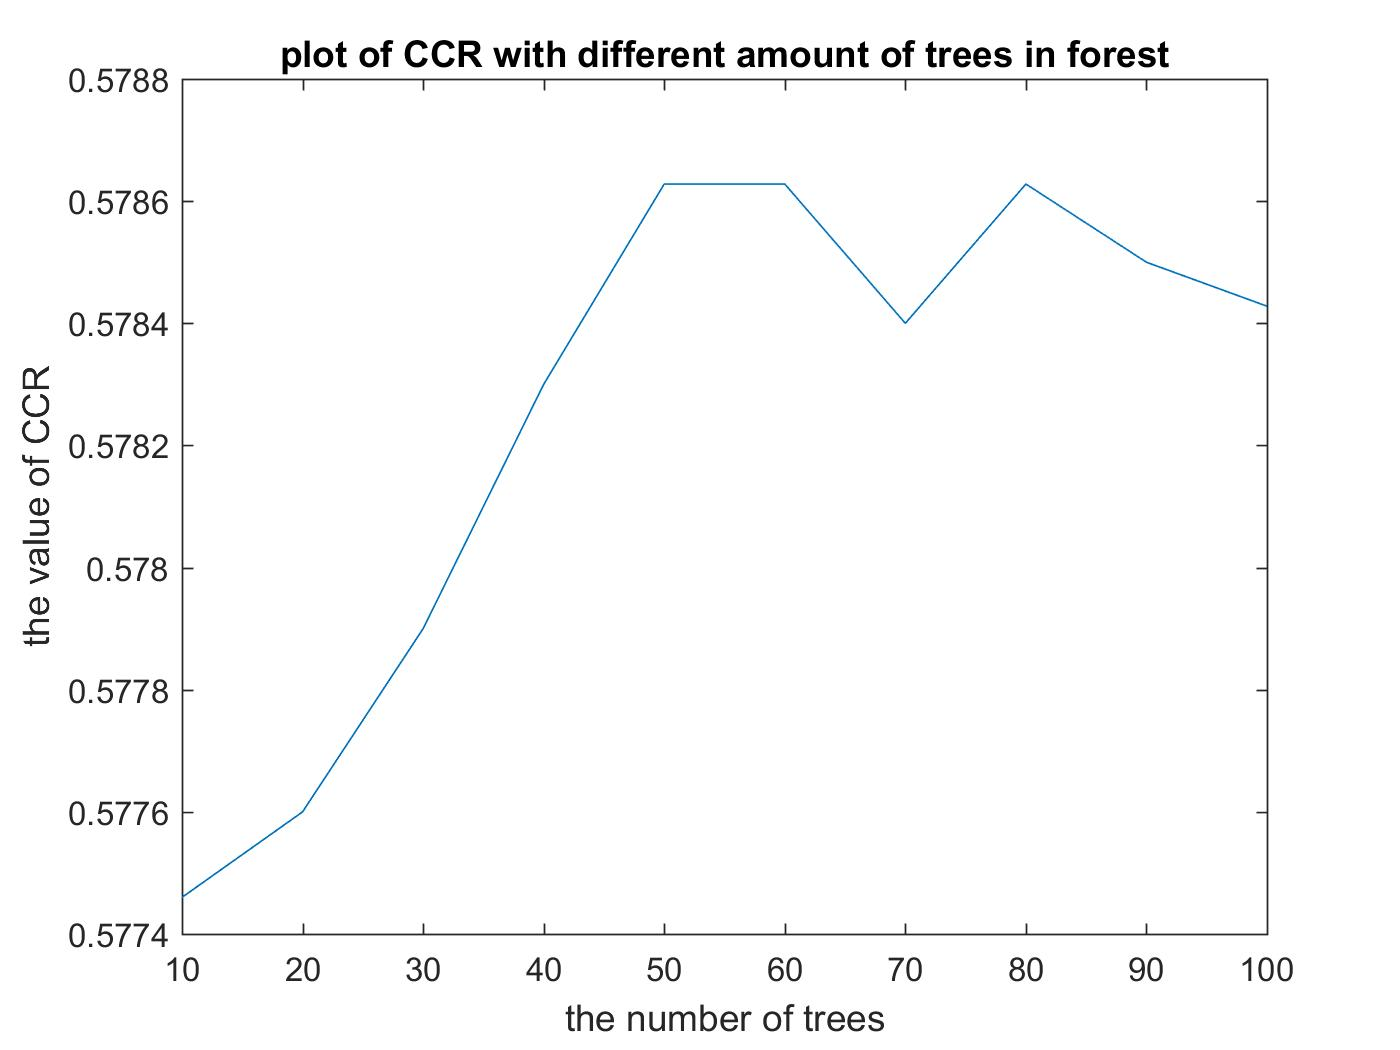 plot of CCR with different amount of trees in forest
0.5788
0.5786
0.5784
0.5782
0.578
0.5778
0.5776
0.5774
the value of CCR
10 20 30 40 50 60 70 80 90 100
the number of trees